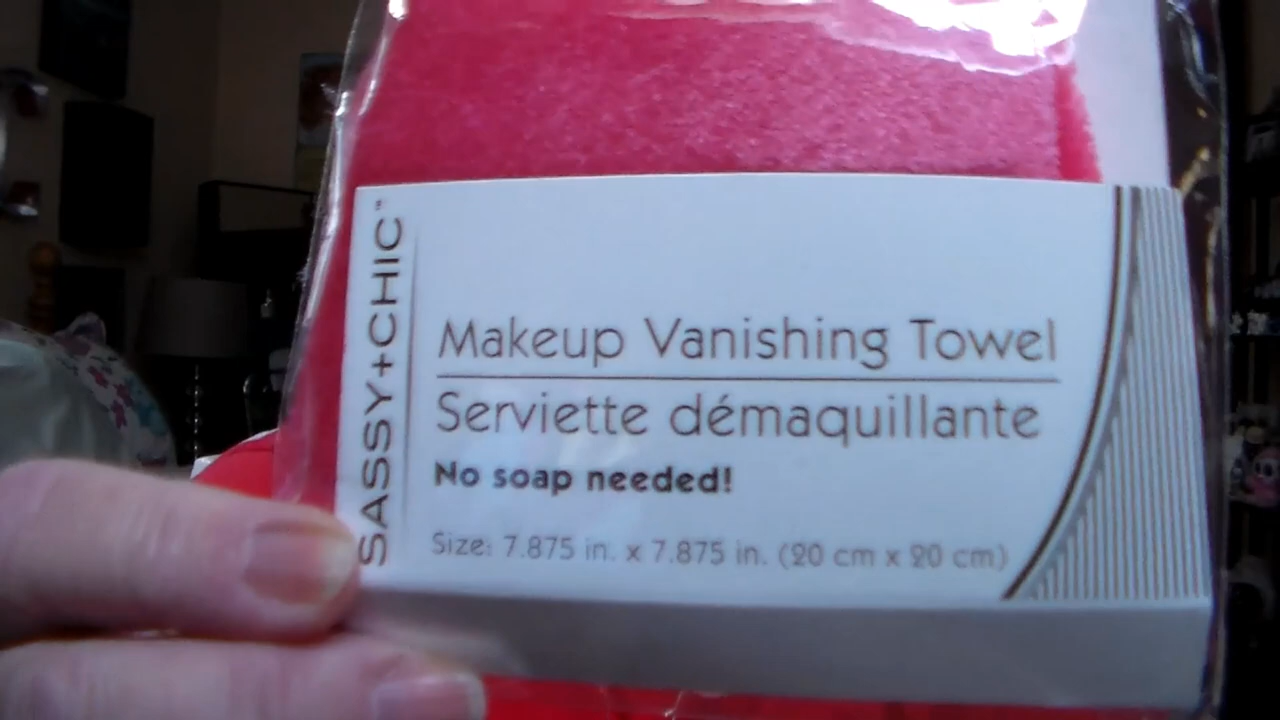 SASSY+CHIC™
Makeup Vanishing Towel
Serviette démaquillante
No soap needed!
Size: 7.875 in. x 7.875 in. (20 cm x 20 cm)